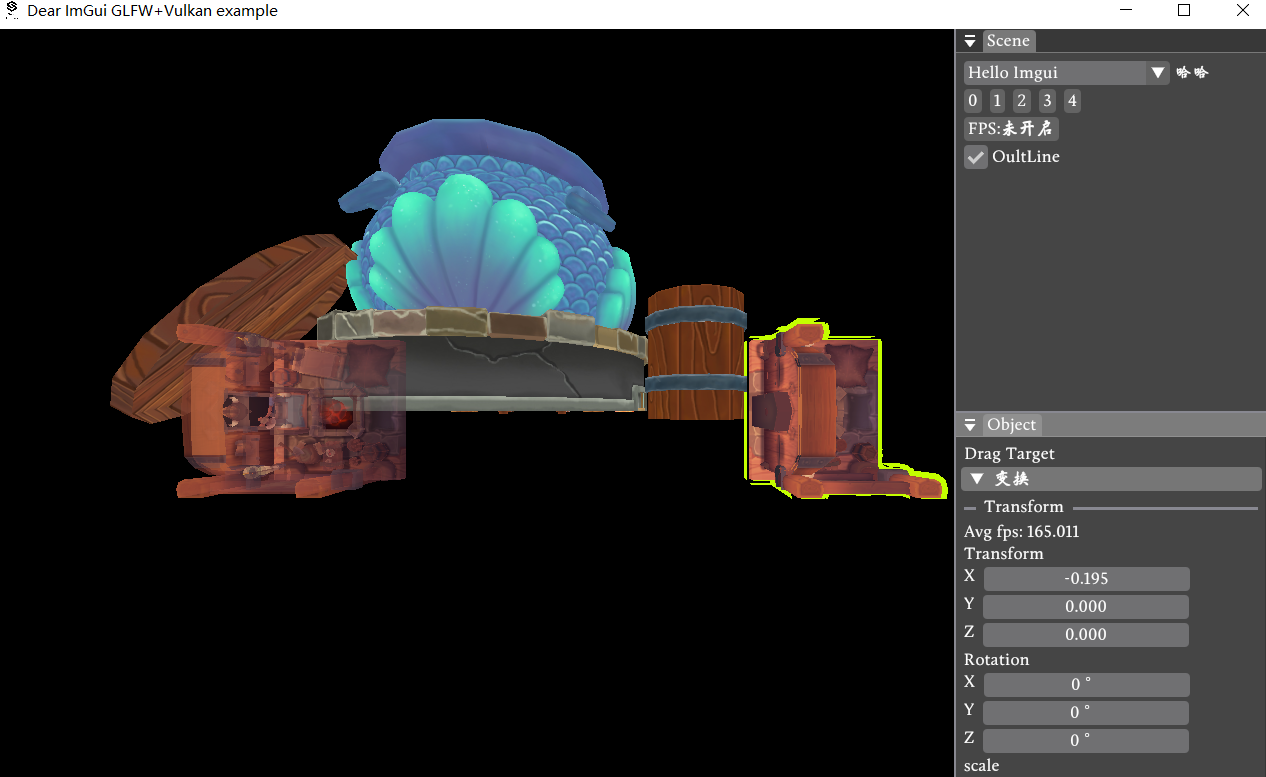 Dear ImGui GLFW+Vulkan example
Scene
Hello Imgui 哈哈
0 1 2 3 4
FPS:未开启
OultLine
Object
Drag Target
变换
Transform
Avg fps: 165.011
Transform
X -0.195
Y 0.000
Z 0.000
Rotation
X 0 °
Y 0 °
Z 0 °
scale